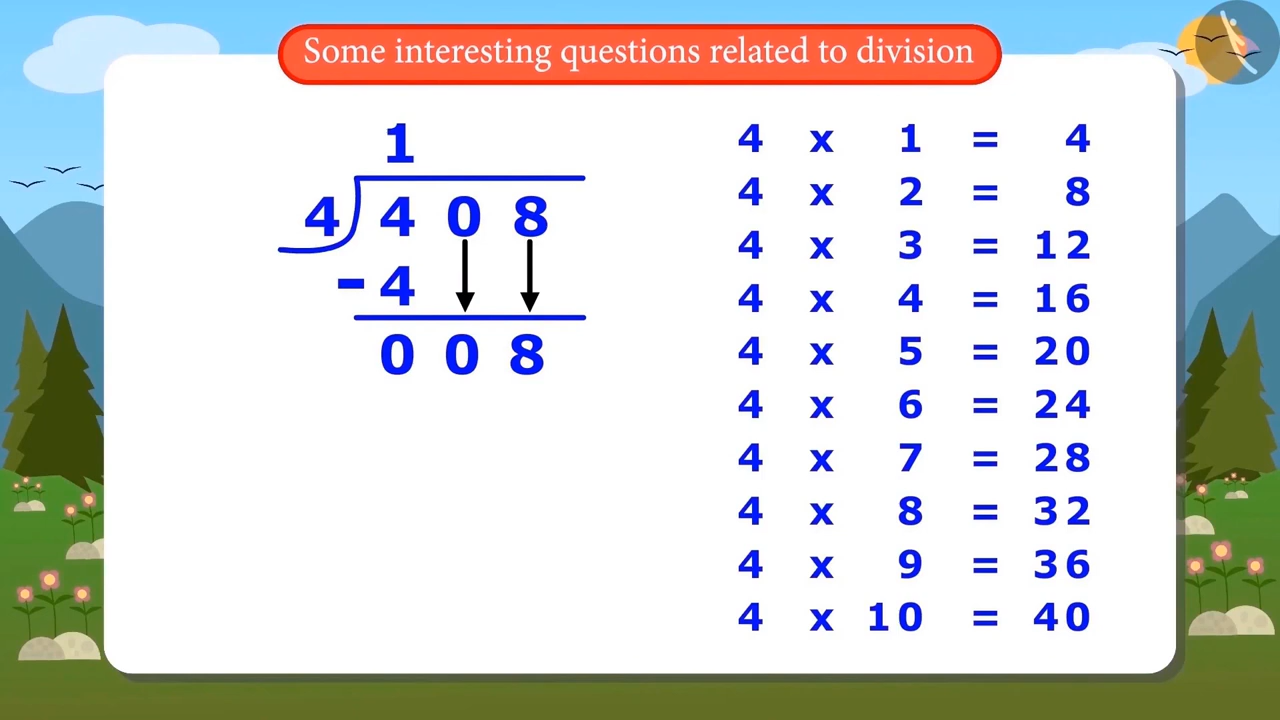 Some interesting questions related to division
1
4 4 0 8
- 4
0 0 8
4 x 1 = 4
4 x 2 = 8
4 x 3 = 12
4 x 4 = 16
4 x 5 = 20
4 x 6 = 24
4 x 7 = 28
4 x 8 = 32
4 x 9 = 36
4 x 10 = 40